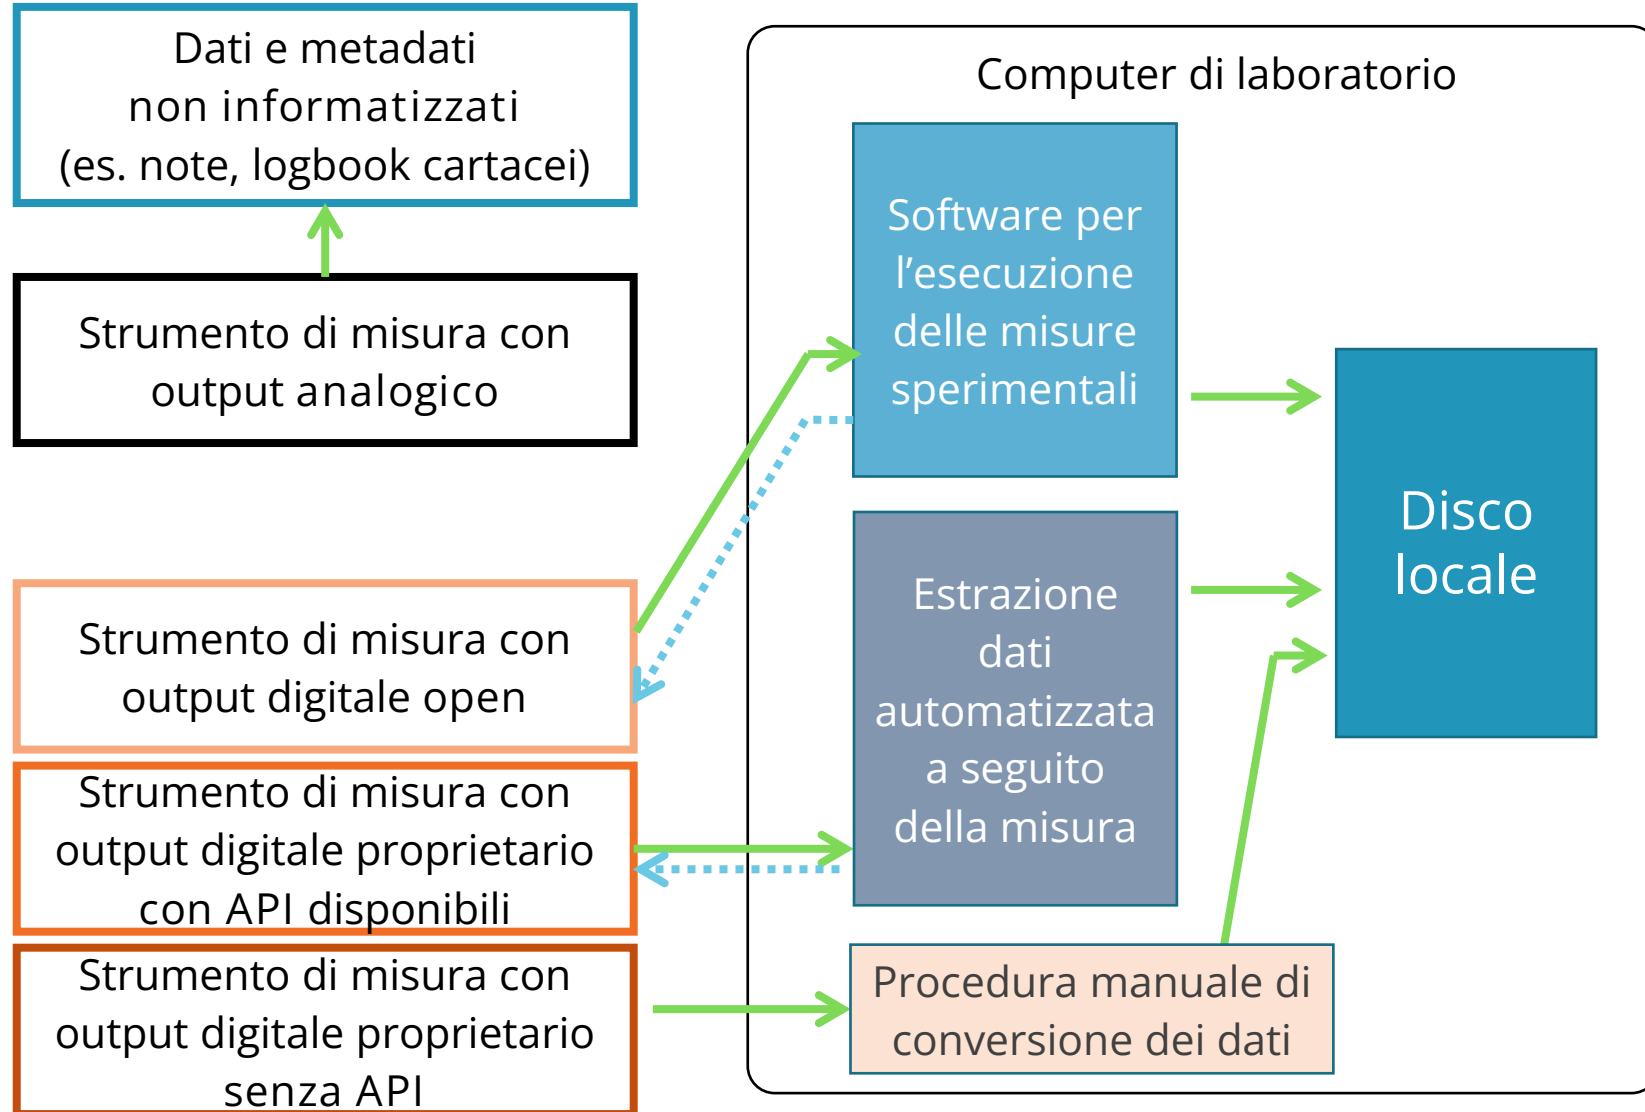 Dati e metadati
non informatizzati
(es. note, logbook cartacei)
Strumento di misura con
output analogico
Strumento di misura con
output digitale open
Strumento di misura con
output digitale proprietario
con API disponibili
Strumento di misura con
output digitale proprietario
senza API
Computer di laboratorio
Software per
l’esecuzione
delle misure
sperimentali
Estrazione
dati
automatizzata
a seguito
della misura
Procedura manuale di
conversione dei dati
Disco
locale